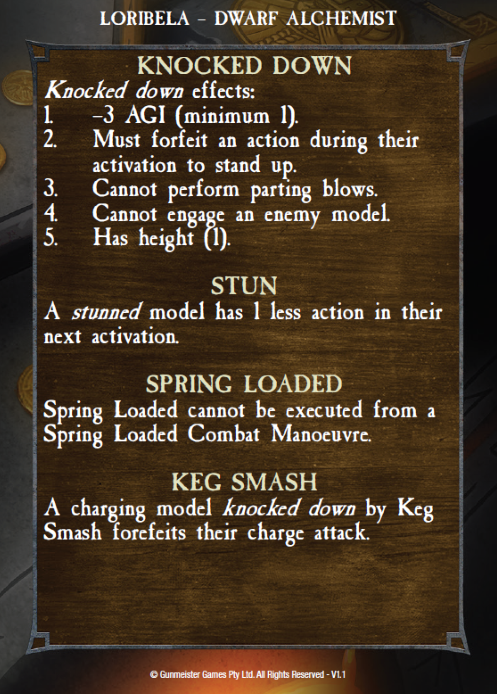 LORIBELA – DWARF ALCHEMIST
KNOCKED DOWN
Knocked down effects:
1. –3 AGI (minimum 1).
2. Must forfeit an action during their
activation to stand up.
3. Cannot perform parting blows.
4. Cannot engage an enemy model.
5. Has height (1).
STUN
A stunned model has 1 less action in their
next activation.
SPRING LOADED
Spring Loaded cannot be executed from a
Spring Loaded Combat Manoeuvre.
KEG SMASH
A charging model knocked down by Keg
Smash forefeits their charge attack.
© Gunmeister Games Pty Ltd. All Rights Reserved - V1.1